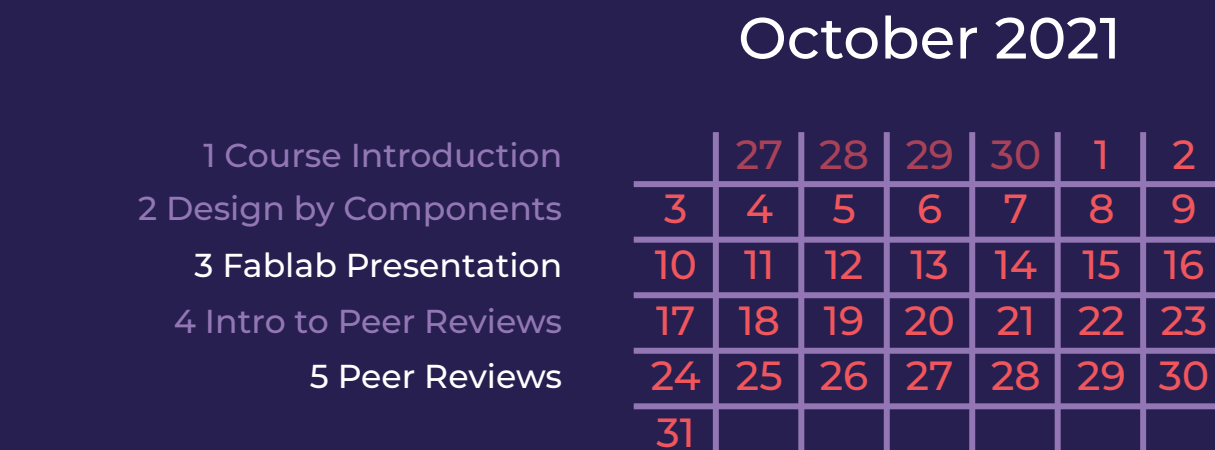 October 2021
1 Course Introduction 27 28 29 30 1 2
2 Design by Components 3 4 5 6 7 8 9
3 Fablab Presentation 10 11 12 13 14 15 16
4 Intro to Peer Reviews 17 18 19 20 21 22 23
5 Peer Reviews 24 25 26 27 28 29 30
31